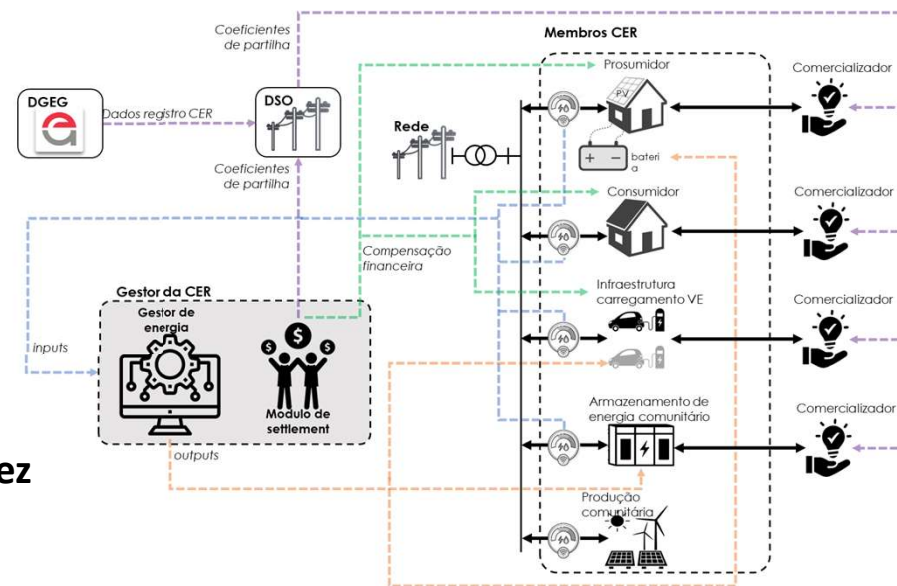 Coeficientes
de partilha
Membros CER
Prosumidor
Comercializador
DGEG
DSO
PV
Dados registro CER
Rede
+ −
bateri
a
Coeficientes
de partilha
Consumidor
Comercializador
Compensação
financeira
Infraestrutura
carregamento VE
Comercializador
Gestor da CER
Gestor de
energia
inputs
$ $ $
Modulo de
settlement
Armazenamento de
energia comunitário
Comercializador
outputs
ez
Produção
comunitária